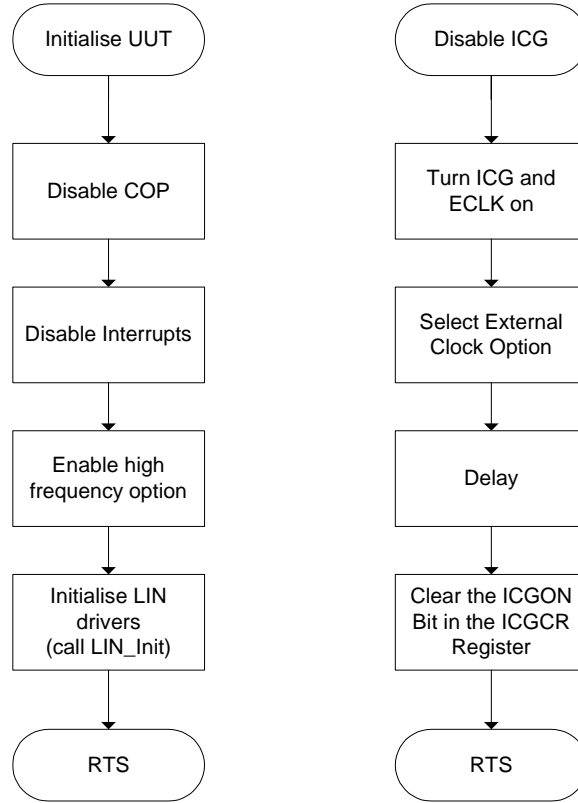 Initialise UUT
Disable COP
Disable Interrupts
Enable high
frequency option
Initialise LIN
drivers
(call LIN_Init)
RTS
Disable ICG
Turn ICG and
ECLK on
Select External
Clock Option
Delay
Clear the ICGON
Bit in the ICGCR
Register
RTS